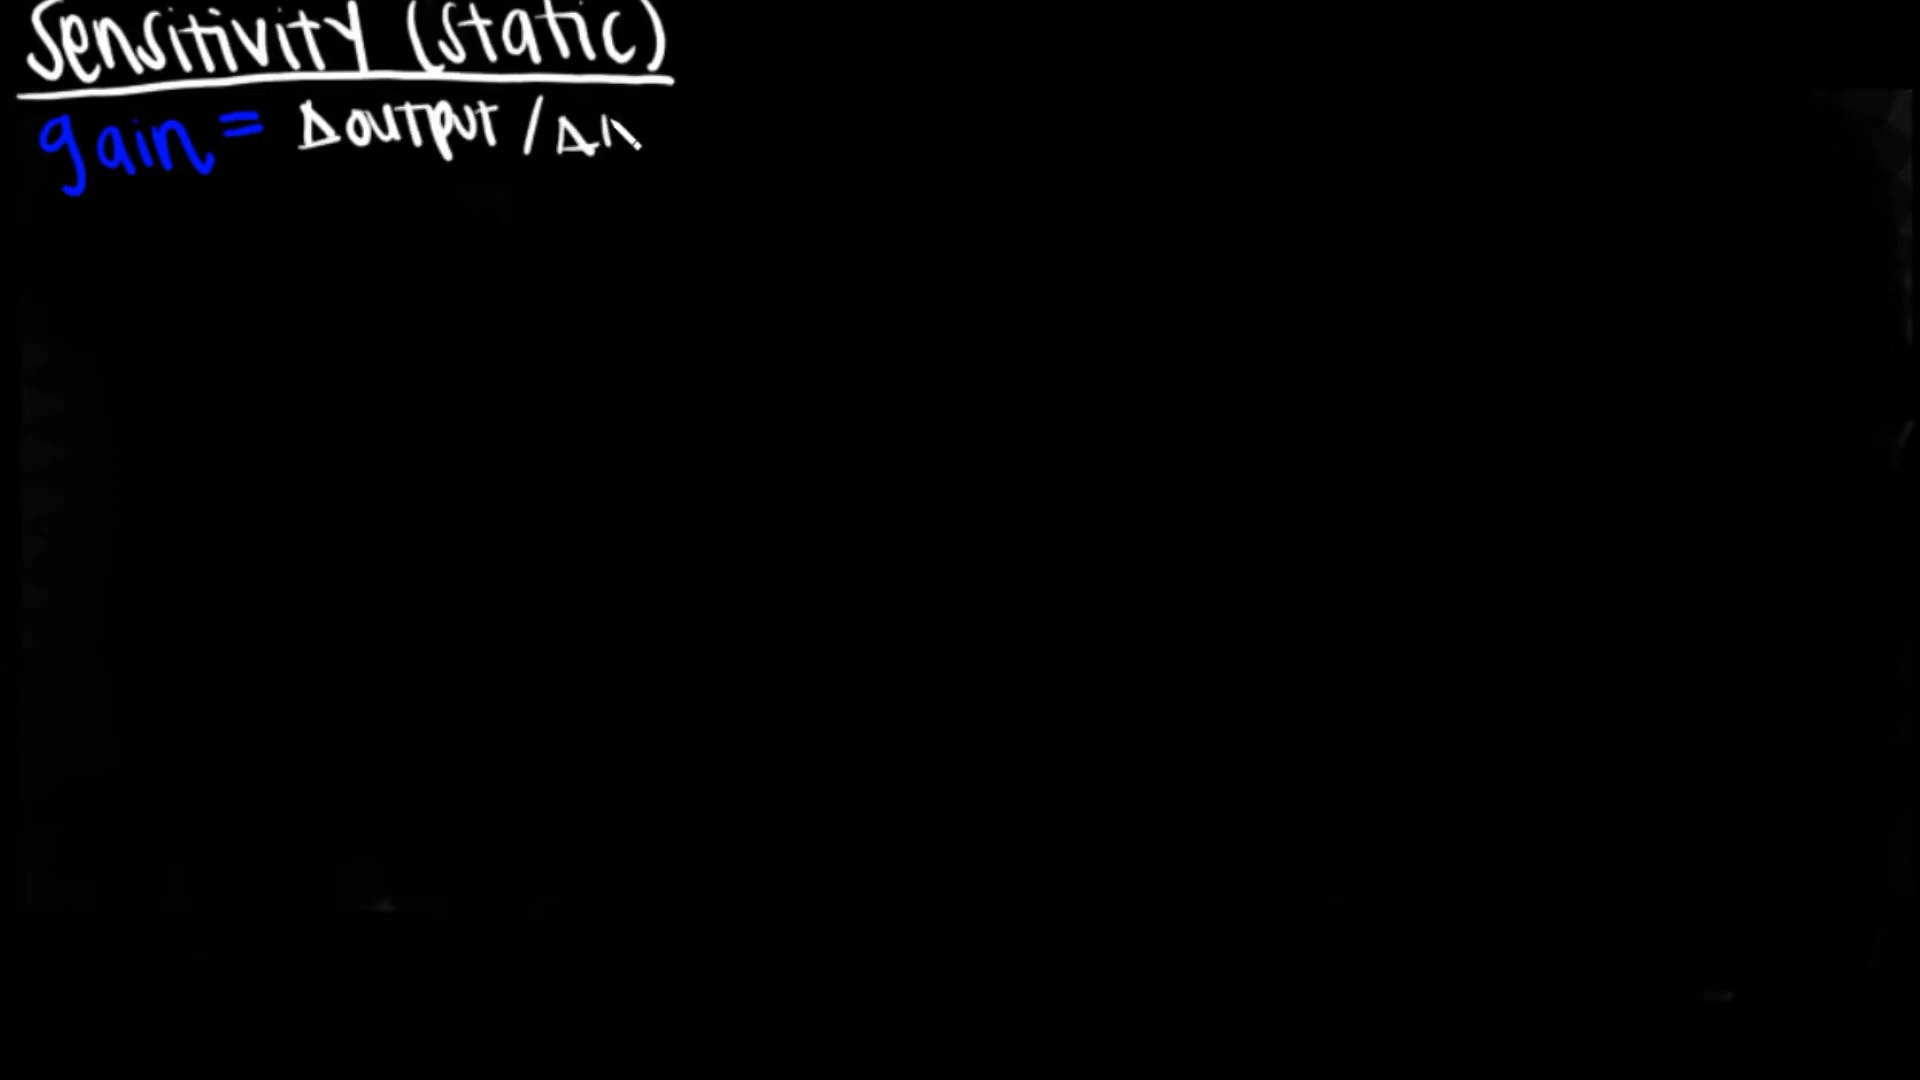 Sensitivity (Static)
gain = Δoutput / Δ